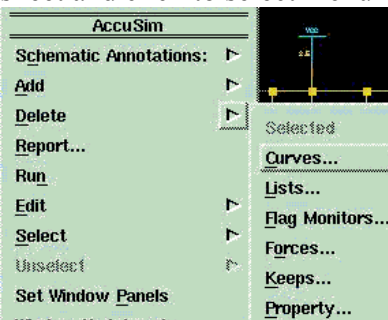 AccuSim
Schematic Annotations:
Add
Delete
Report...
Run
Edit
Select
Unselect
Set Window Panels
VCC
Selected
Curves...
Lists...
Flag Monitors...
Forces...
Keeps...
Property...